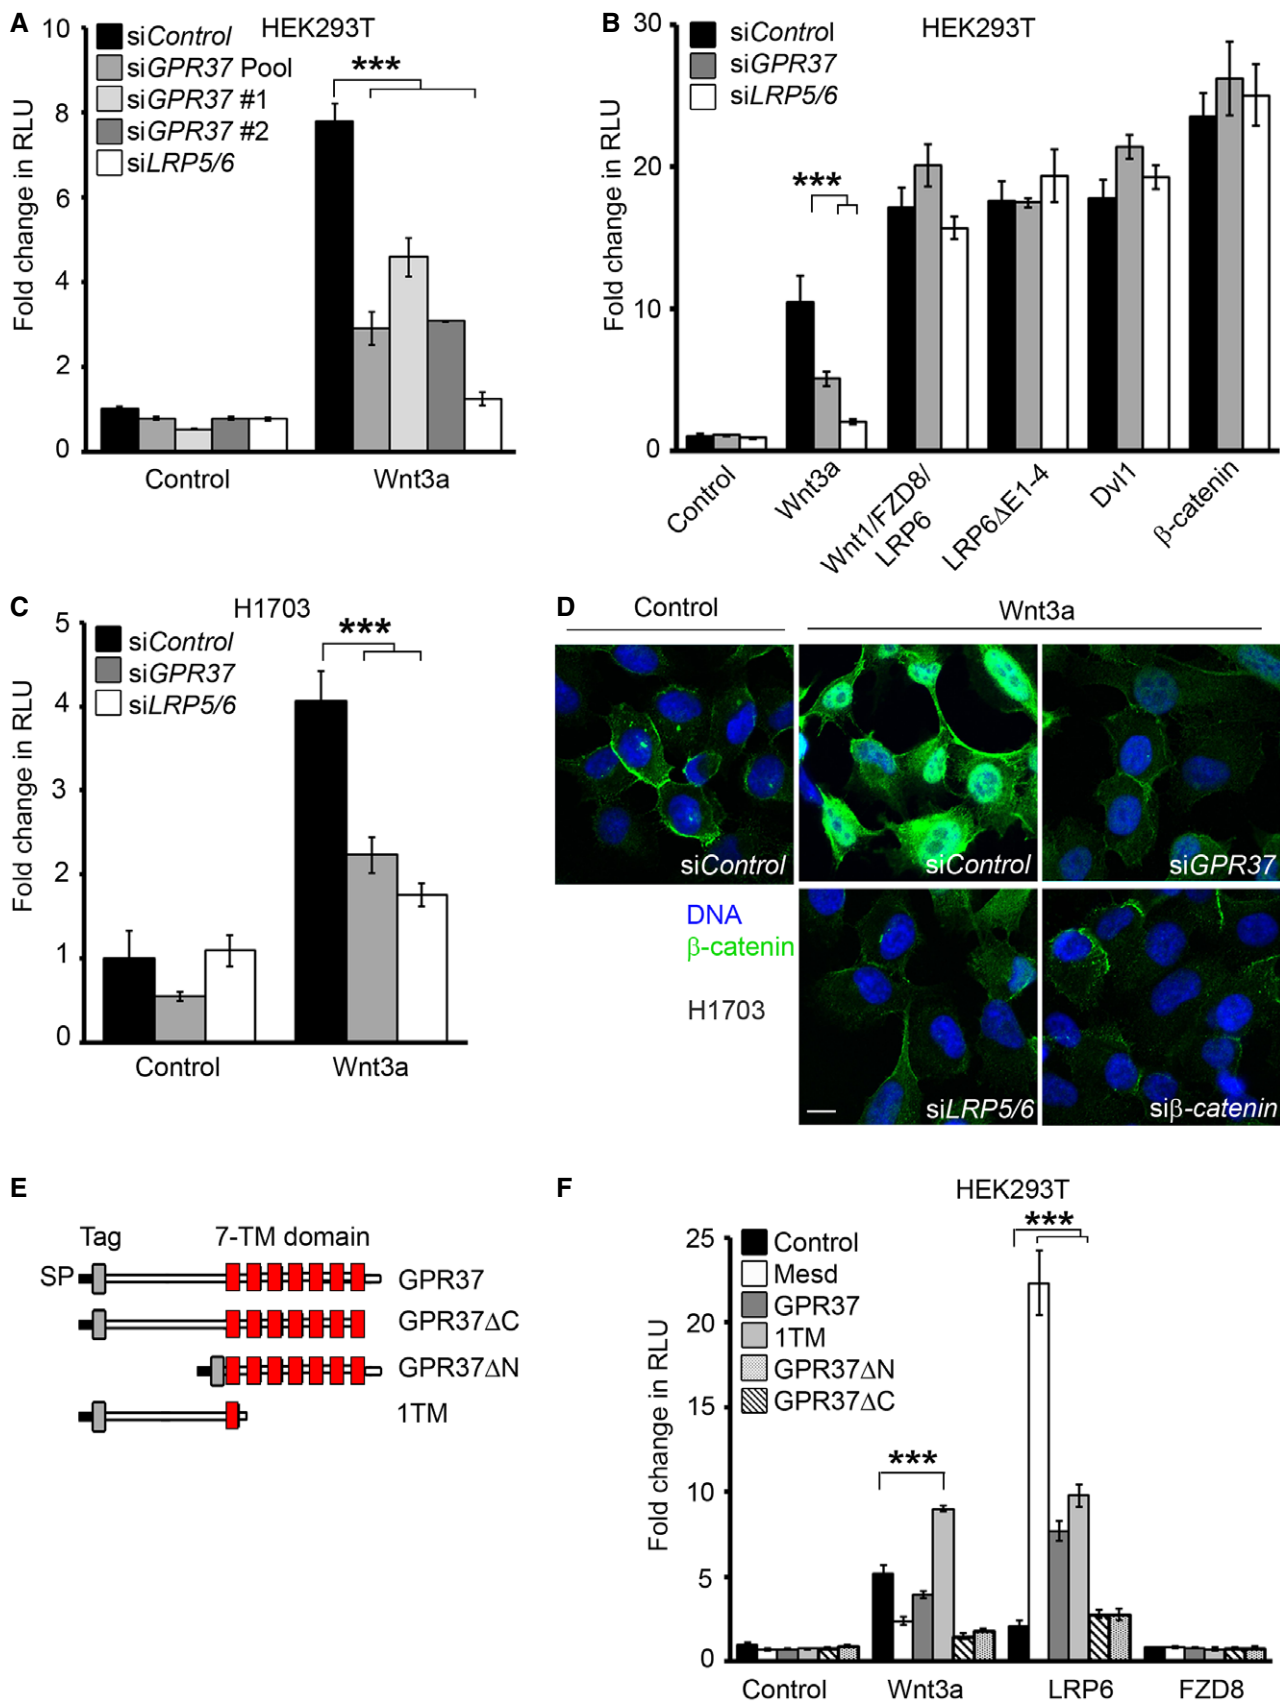 A
HEK293T
siControl
siGPR37 Pool
siGPR37 #1
siGPR37 #2
siLRP5/6
***
Fold change in RLU
10
8
6
4
2
0
Control
Wnt3a
B
HEK293T
siControl
siGPR37
siLRP5/6
***
Fold change in RLU
30
20
10
0
Control
Wnt3a
Wnt1/FZD8/
LRP6
LRP6ΔE1-4
Dvl1
β-catenin
C
H1703
siControl
siGPR37
siLRP5/6
***
Fold change in RLU
5
4
3
2
1
0
Control
Wnt3a
D
Control
Wnt3a
siControl
siControl
siGPR37
DNA
β-catenin
H1703
siLRP5/6
siβ-catenin
E
Tag
7-TM domain
SP
GPR37
GPR37ΔC
GPR37ΔN
1TM
F
HEK293T
Control
Mesd
GPR37
1TM
GPR37ΔN
GPR37ΔC
***
***
Fold change in RLU
25
20
15
10
5
0
Control
Wnt3a
LRP6
FZD8